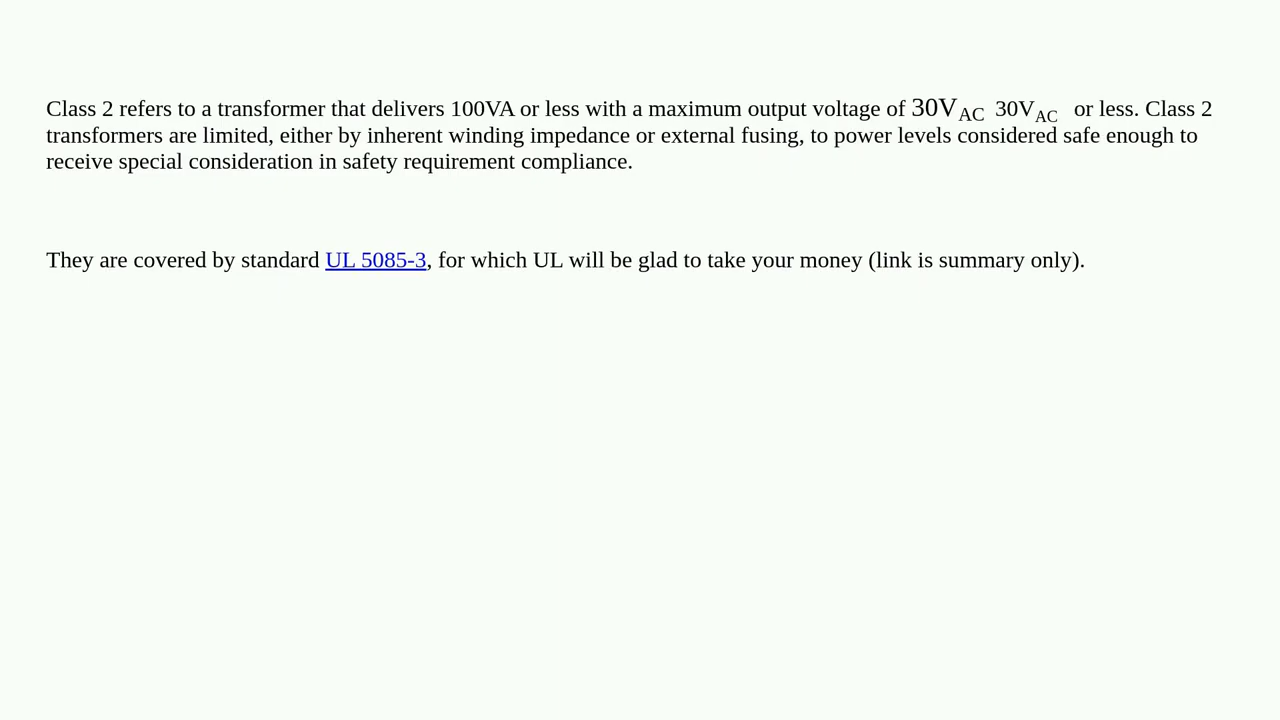 Class 2 refers to a transformer that delivers 100VA or less with a maximum output voltage of 30VAC 30VAC or less. Class 2
transformers are limited, either by inherent winding impedance or external fusing, to power levels considered safe enough to
receive special consideration in safety requirement compliance.
They are covered by standard UL 5085-3, for which UL will be glad to take your money (link is summary only).